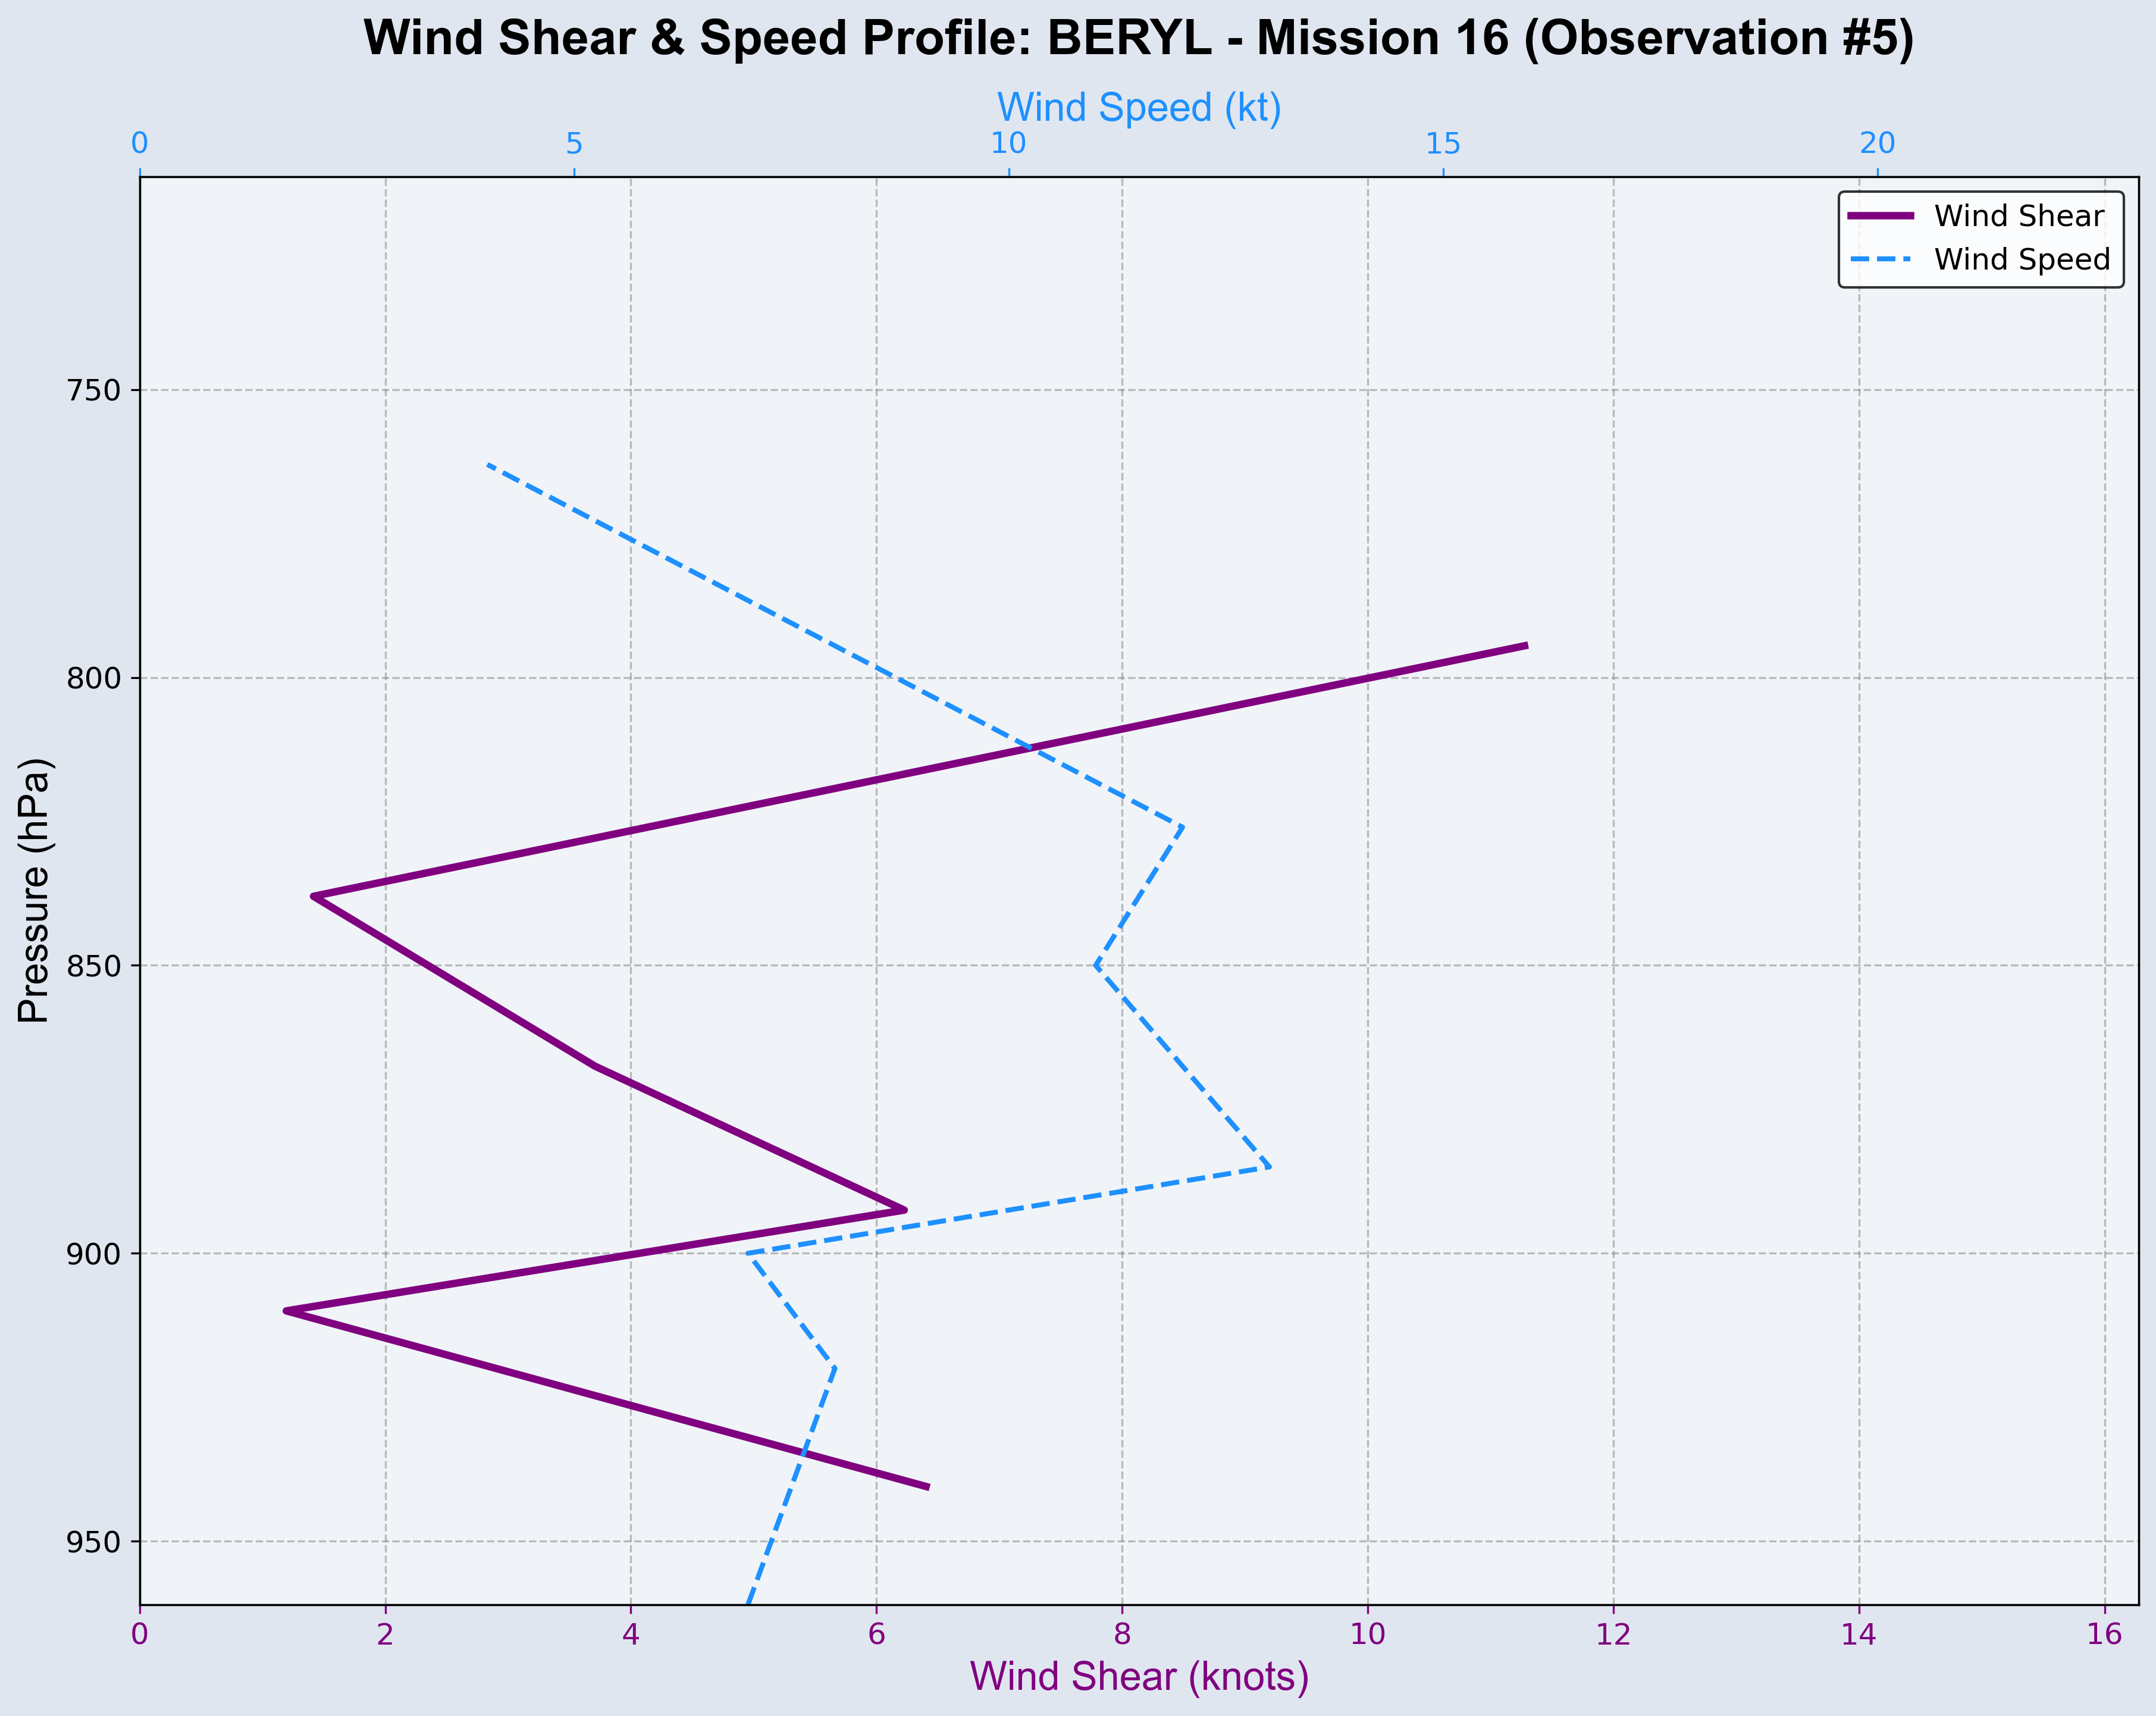 Wind Shear & Speed Profile: BERYL - Mission 16 (Observation #5)
Wind Speed (kt)
0 5 10 15 20
Wind Shear
Wind Speed
750
800
850
900
950
Pressure (hPa)
0 2 4 6 8 10 12 14 16
Wind Shear (knots)